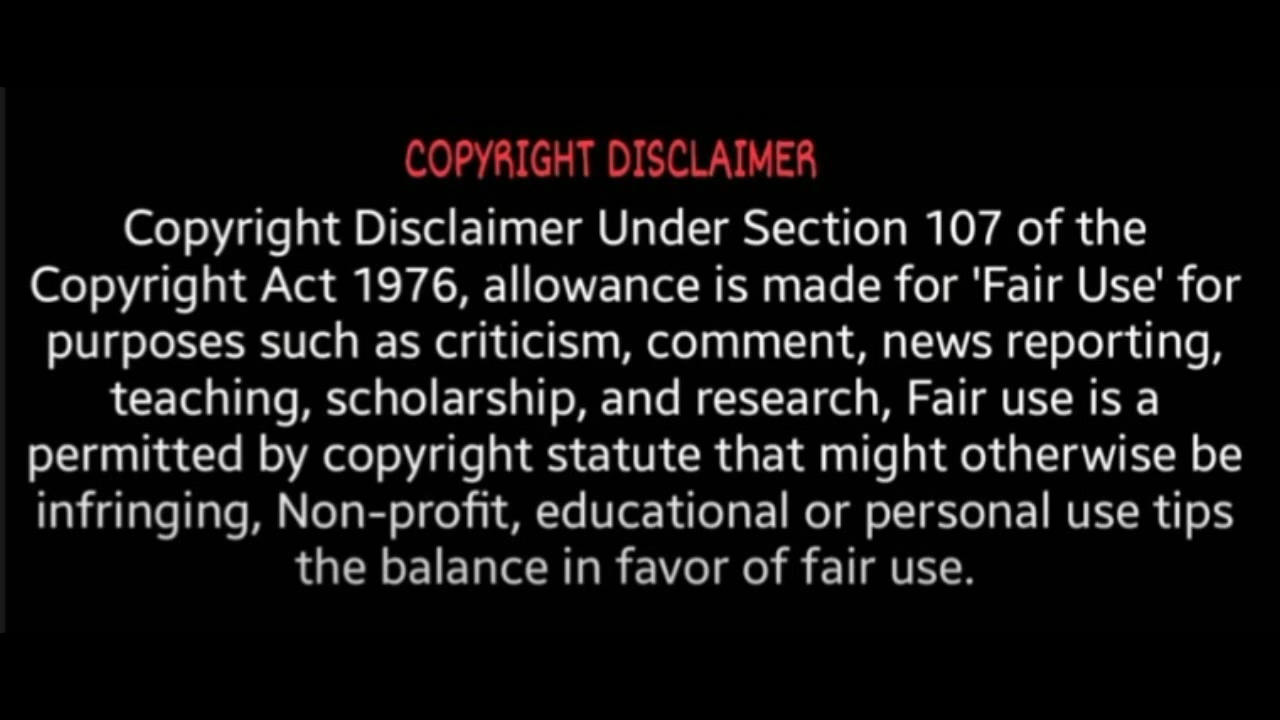 COPYRIGHT DISCLAIMER
Copyright Disclaimer Under Section 107 of the
Copyright Act 1976, allowance is made for 'Fair Use' for
purposes such as criticism, comment, news reporting,
teaching, scholarship, and research, Fair use is a
permitted by copyright statute that might otherwise be
infringing, Non-profit, educational or personal use tips
the balance in favor of fair use.